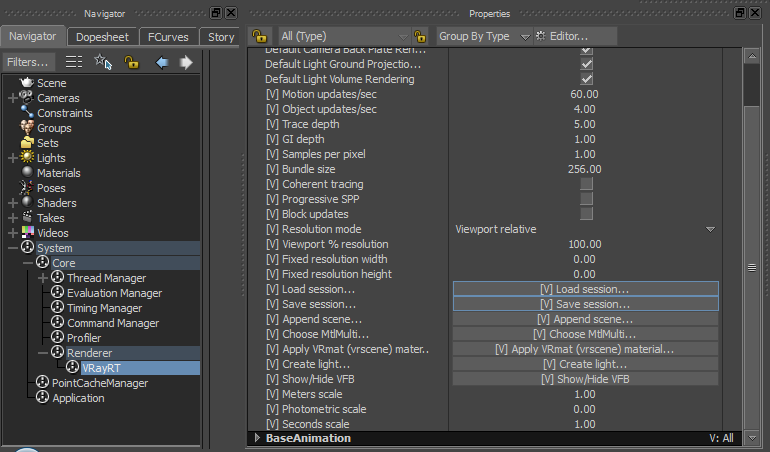 Navigator
Properties
Navigator Dopesheet FCurves Story
All (Type) Group By Type Editor...
Filters...
Scene
Cameras
Constraints
Groups
Sets
Lights
Materials
Poses
Shaders
Takes
Videos
System
Core
Thread Manager
Evaluation Manager
Timing Manager
Command Manager
Profiler
Renderer
VRayRT
PointCacheManager
Application
Default Camera Back Plate Ren...
Default Light Ground Projectio...
Default Light Volume Rendering
[V] Motion updates/sec 60.00
[V] Object updates/sec 4.00
[V] Trace depth 5.00
[V] GI depth 1.00
[V] Samples per pixel 1.00
[V] Bundle size 256.00
[V] Coherent tracing
[V] Progressive SPP
[V] Block updates
[V] Resolution mode Viewport relative
[V] Viewport % resolution 100.00
[V] Fixed resolution width 0.00
[V] Fixed resolution height 0.00
[V] Load session... [V] Load session...
[V] Save session... [V] Save session...
[V] Append scene... [V] Append scene...
[V] Choose MtlMulti... [V] Choose MtlMulti...
[V] Apply VRmat (vrscene) mater.. [V] Apply VRmat (vrscene) material...
[V] Create light... [V] Create light...
[V] Show/Hide VFB [V] Show/Hide VFB
[V] Meters scale 1.00
[V] Photometric scale 0.00
[V] Seconds scale 1.00
BaseAnimation V: All